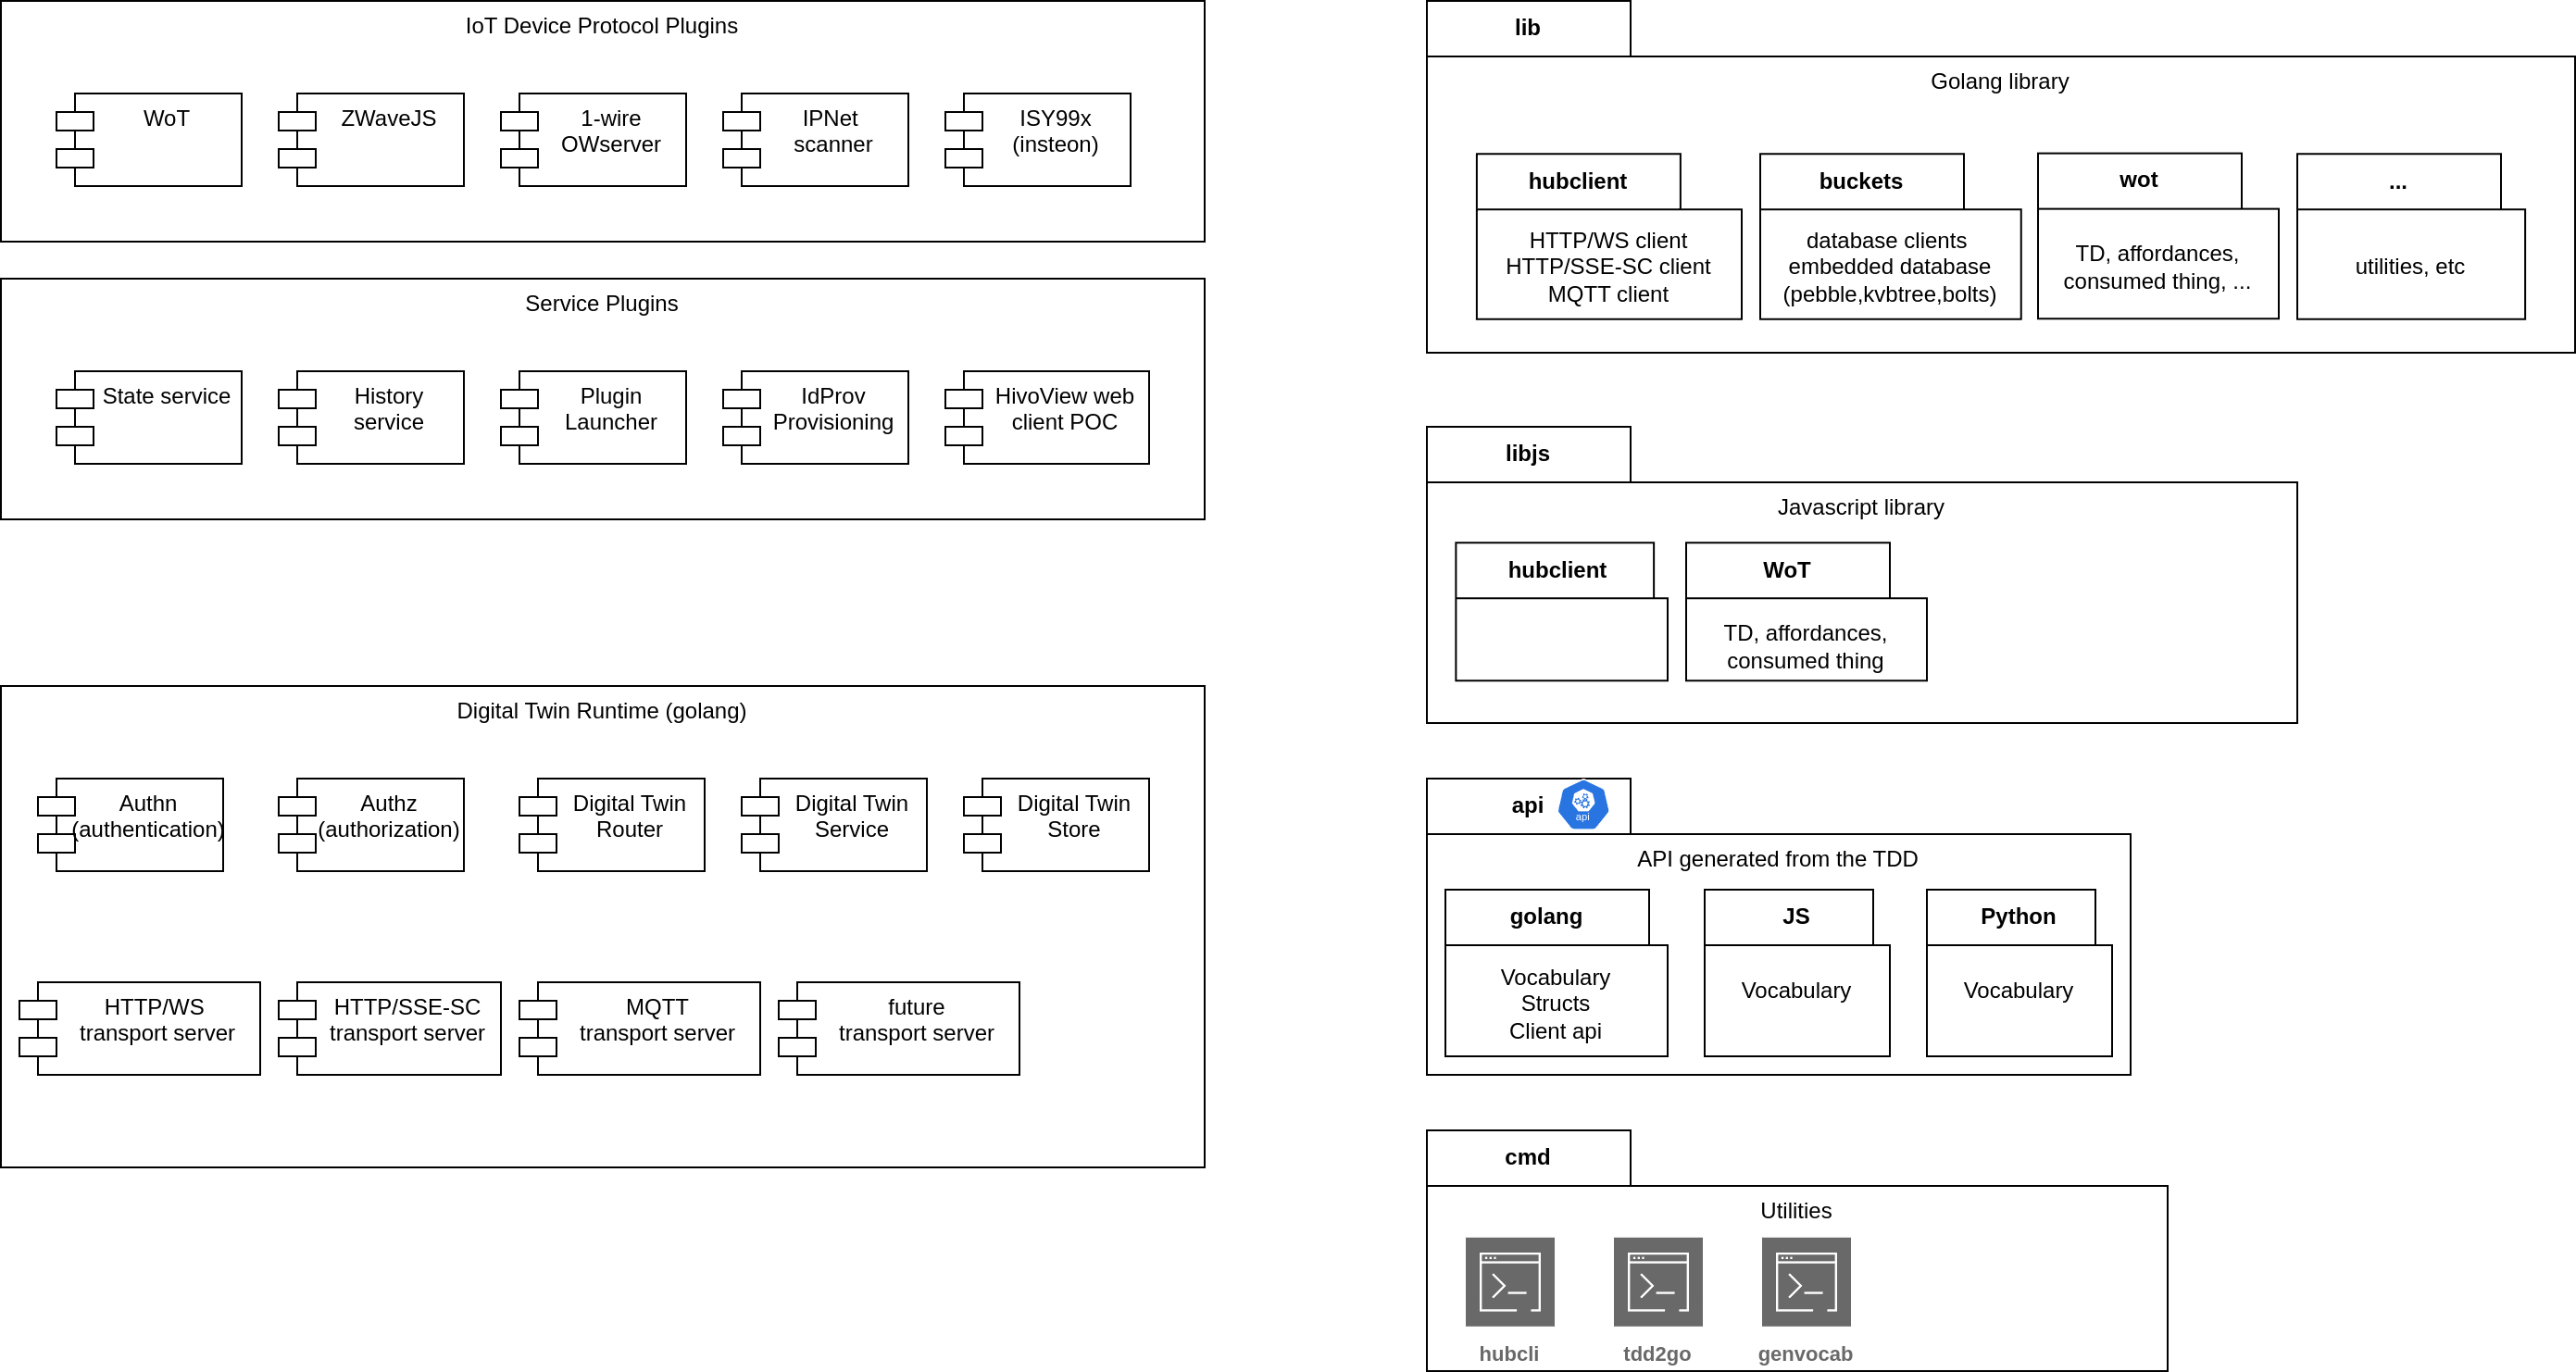 IoT Device Protocol Plugins
WoT
ZWaveJS
1-wire
OWserver
IPNet
scanner
ISY99x
(insteon)
Service Plugins
State service
History
service
Plugin
Launcher
IdProv
Provisioning
HivoView web
client POC
Digital Twin Runtime (golang)
Authn
(authentication)
Authz
(authorization)
Digital Twin
Router
Digital Twin
Service
Digital Twin
Store
HTTP/WS
transport server
HTTP/SSE-SC
transport server
MQTT
transport server
future
transport server
lib
Golang library
hubclient
HTTP/WS client
HTTP/SSE-SC client
MQTT client
buckets
database clients
embedded database
(pebble,kvbtree,bolts)
wot
TD, affordances,
consumed thing, ...
...
utilities, etc
libjs
Javascript library
hubclient
WoT
TD, affordances,
consumed thing
api
api
API generated from the TDD
golang
Vocabulary
Structs
Client api
JS
Vocabulary
Python
Vocabulary
cmd
Utilities
hubcli
tdd2go
genvocab